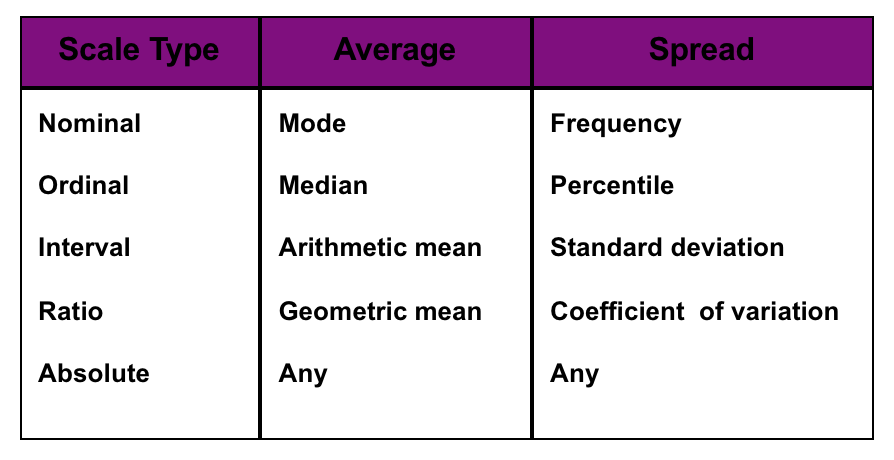 Scale Type Average Spread
Nominal Mode Frequency
Ordinal Median Percentile
Interval Arithmetic mean Standard deviation
Ratio Geometric mean Coefficient of variation
Absolute Any Any